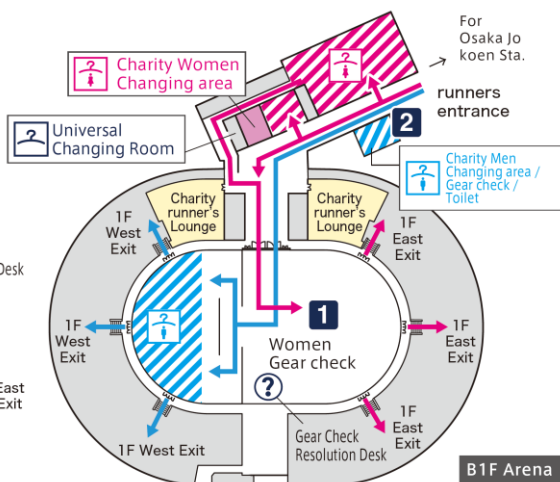 For
Osaka Jo
koen Sta.
Charity Women
Changing area
runners
entrance
2
Universal
Changing Room
Charity Men
Changing area /
Gear check /
Toilet
Charity
runner's
Lounge
Charity
runner's
Lounge
1F
West
Exit
1F
East
Exit
Desk
1
1F
West
Exit
1F
East
Exit
Women
Gear check
?
East
Exit
1F
East
Exit
Gear Check
Resolution Desk
1F West Exit
B1F Arena